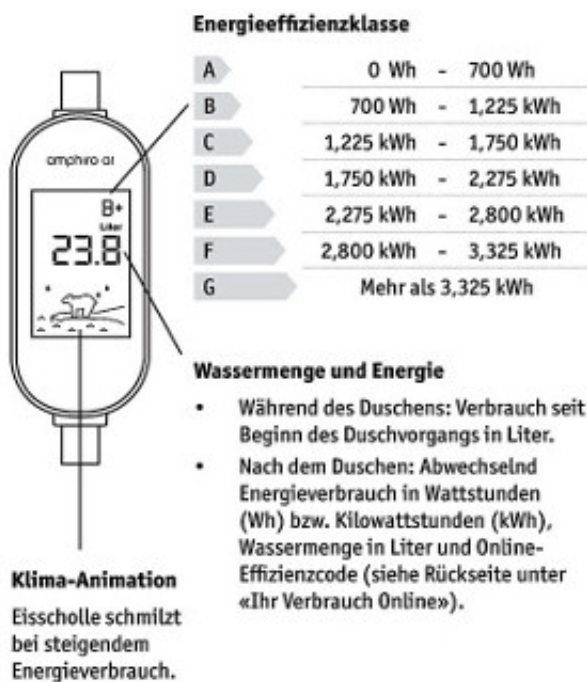 Energieeffizienzklasse
A 0 Wh - 700 Wh
B 700 Wh - 1,225 kWh
C 1,225 kWh - 1,750 kWh
D 1,750 kWh - 2,275 kWh
E 2,275 kWh - 2,800 kWh
F 2,800 kWh - 3,325 kWh
G Mehr als 3,325 kWh
amphiro a1
B+
Liter
23.8
Wassermenge und Energie
• Während des Duschens: Verbrauch seit
Beginn des Duschvorgangs in Liter.
• Nach dem Duschen: Abwechselnd
Energieverbrauch in Wattstunden
(Wh) bzw. Kilowattstunden (kWh),
Wassermenge in Liter und Online-
Effizienzcode (siehe Rückseite unter
«Ihr Verbrauch Online»).
Klima-Animation
Eisscholle schmilzt
bei steigendem
Energieverbrauch.